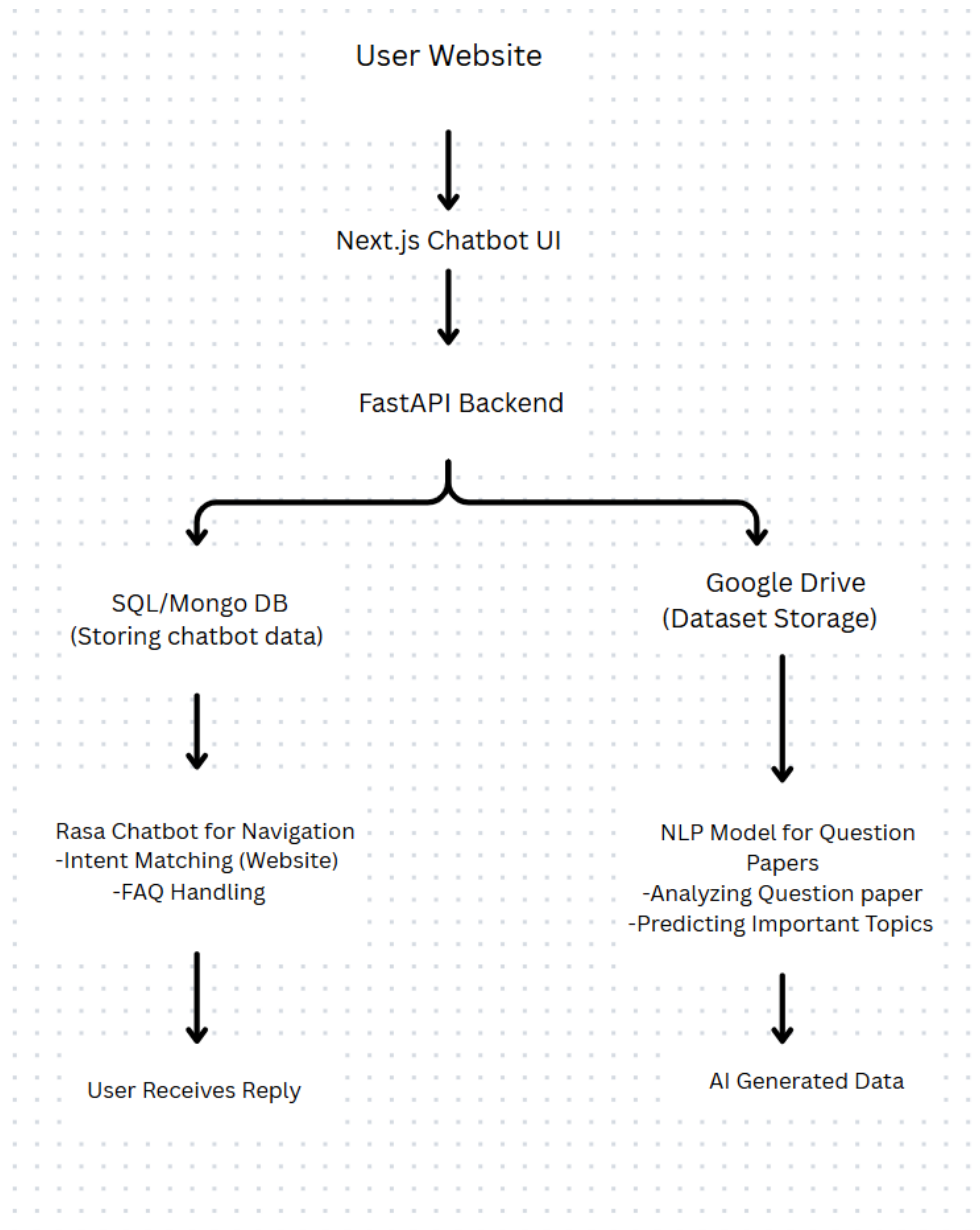 User Website
Next.js Chatbot UI
FastAPI Backend
SQL/Mongo DB
(Storing chatbot data)
Google Drive
(Dataset Storage)
Rasa Chatbot for Navigation
-Intent Matching (Website)
-FAQ Handling
NLP Model for Question
Papers
-Analyzing Question paper
-Predicting Important Topics
User Receives Reply
AI Generated Data